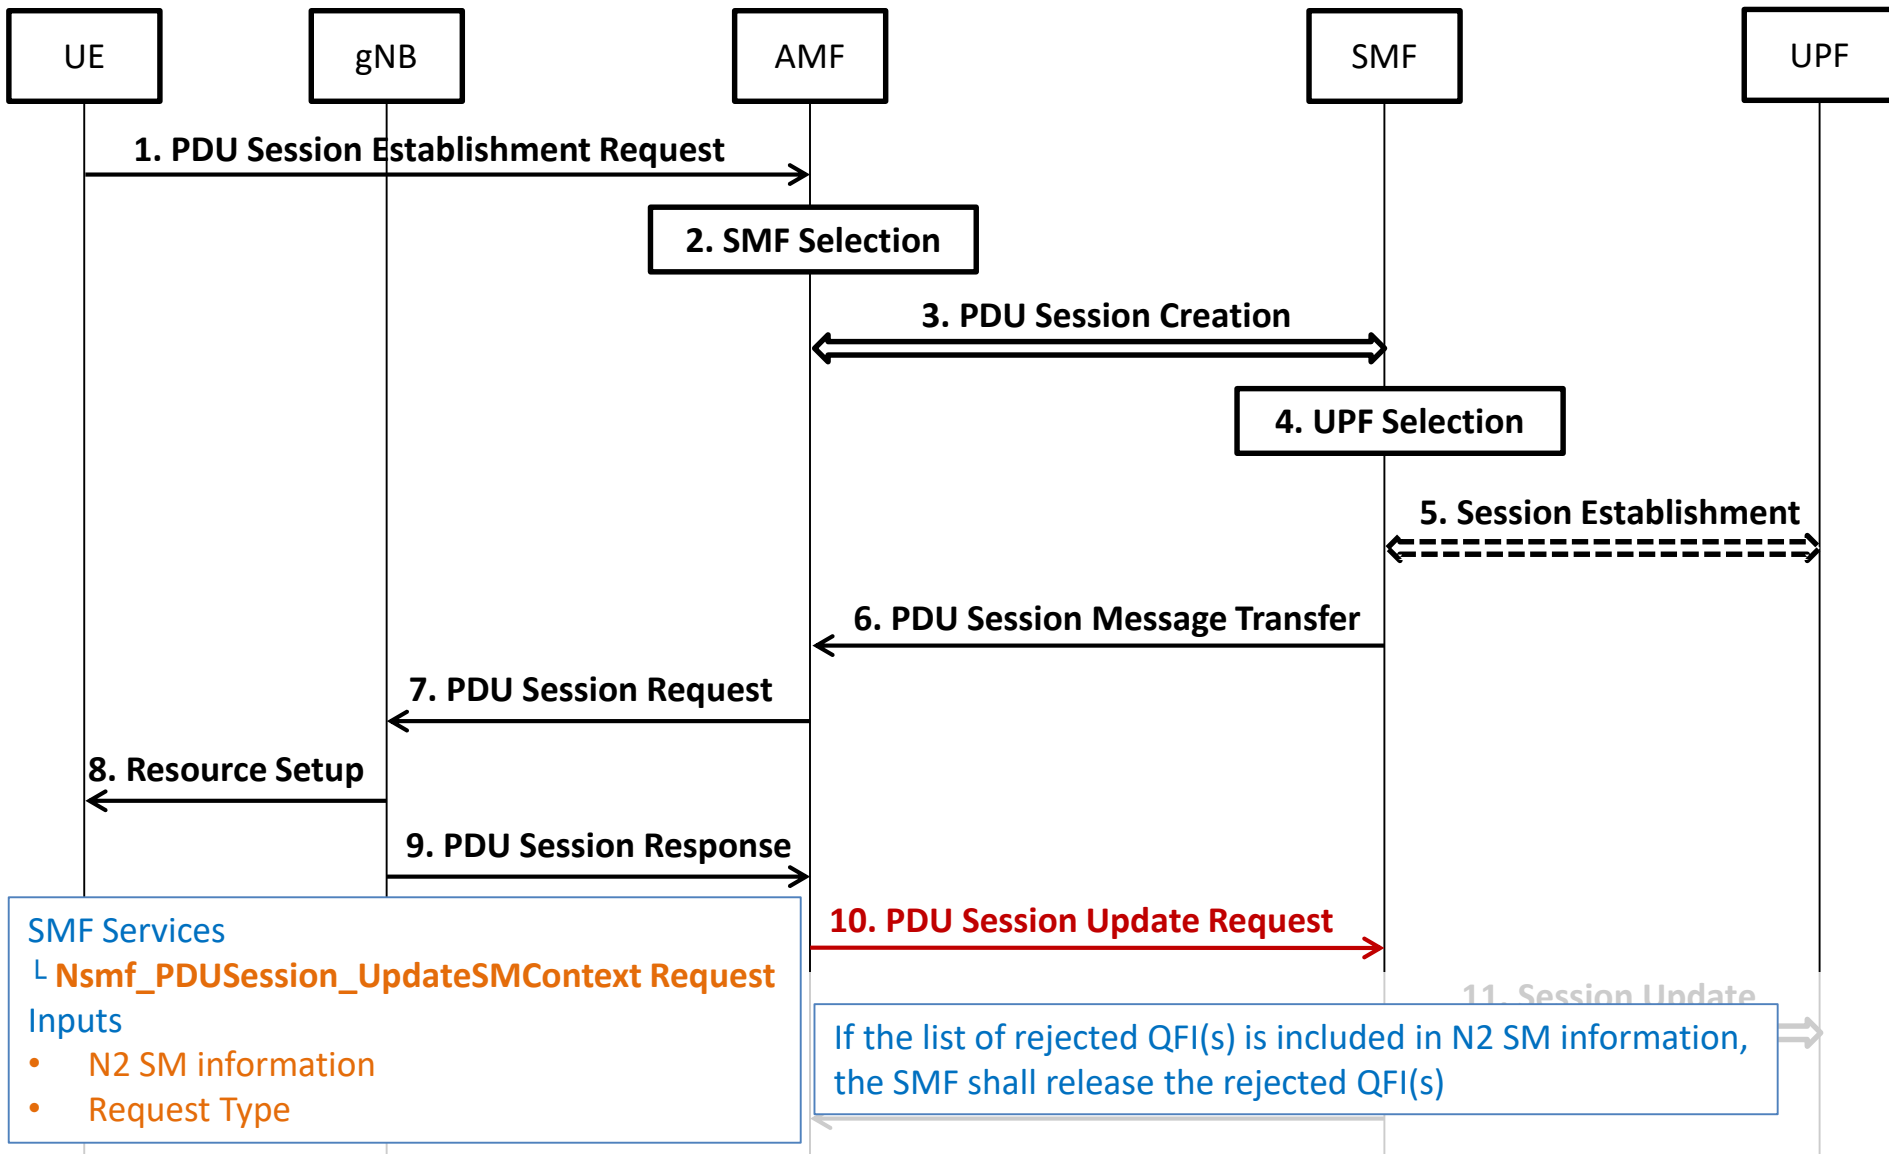 UE
gNB
AMF
SMF
UPF
1. PDU Session Establishment Request
2. SMF Selection
3. PDU Session Creation
4. UPF Selection
5. Session Establishment
6. PDU Session Message Transfer
7. PDU Session Request
8. Resource Setup
9. PDU Session Response
10. PDU Session Update Request
11. Session Update
SMF Services
└ Nsmf_PDUSession_UpdateSMContext Request
Inputs
• N2 SM information
• Request Type
If the list of rejected QFI(s) is included in N2 SM information,
the SMF shall release the rejected QFI(s)